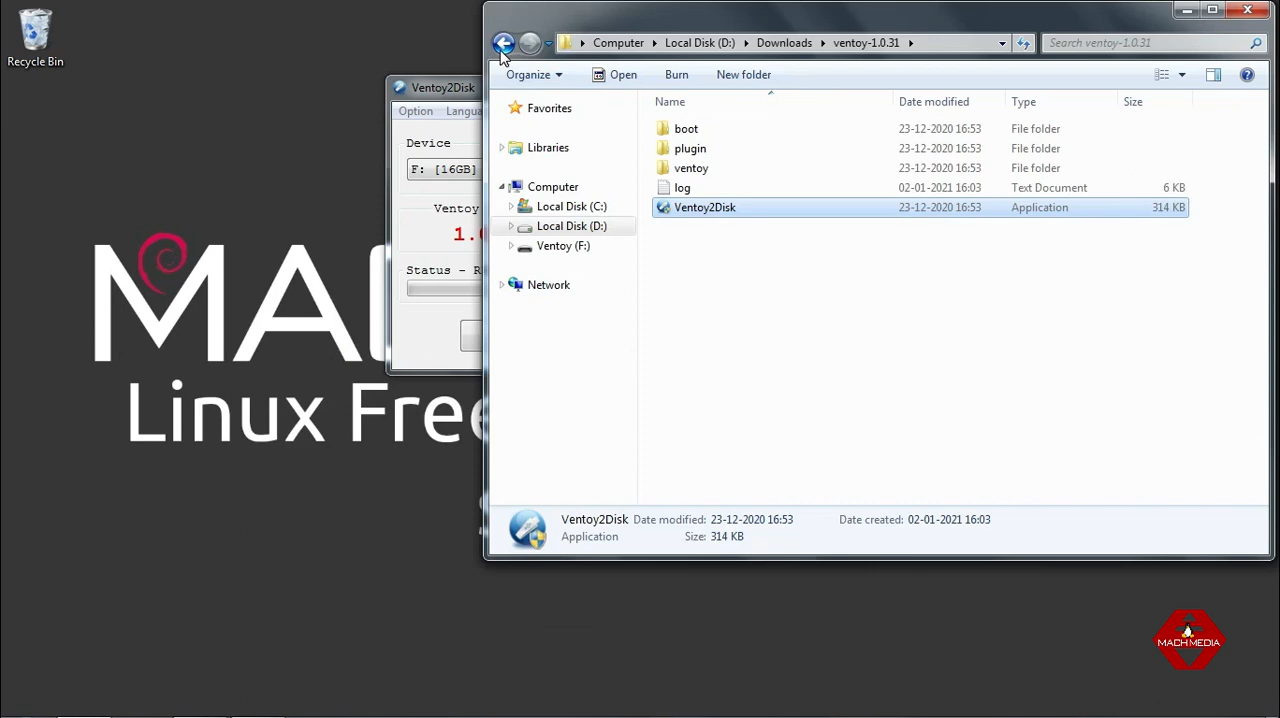 Recycle Bin
Ventoy2Disk
Option
Device
F: [16GB]
Ventoy
Status - R
MA
Linux Fre
Computer
Local Disk (D:)
Downloads
ventoy-1.0.31
Search ventoy-1.0.31
Organize
Open
Burn
New folder
Favorites
Libraries
Computer
Local Disk (C:)
Local Disk (D:)
Ventoy (F:)
Network
Name
Date modified
Type
Size
boot
23-12-2020 16:53
File folder
plugin
23-12-2020 16:53
File folder
ventoy
23-12-2020 16:53
File folder
log
02-01-2021 16:03
Text Document
6 KB
Ventoy2Disk
23-12-2020 16:53
Application
314 KB
Ventoy2Disk
Date modified: 23-12-2020 16:53
Date created: 02-01-2021 16:03
Application
Size: 314 KB
MACH MEDIA